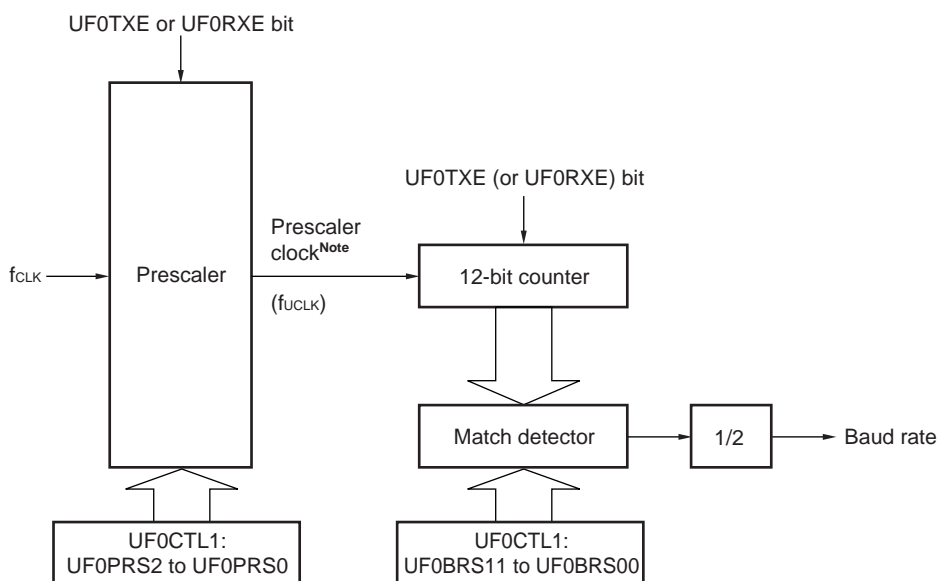 UF0TXE or UF0RXE bit
UF0TXE (or UF0RXE) bit
Prescaler
clockNote
fCLK
Prescaler
12-bit counter
(fUCLK)
Match detector
1/2
Baud rate
UF0CTL1:
UF0PRS2 to UF0PRS0
UF0CTL1:
UF0BRS11 to UF0BRS00